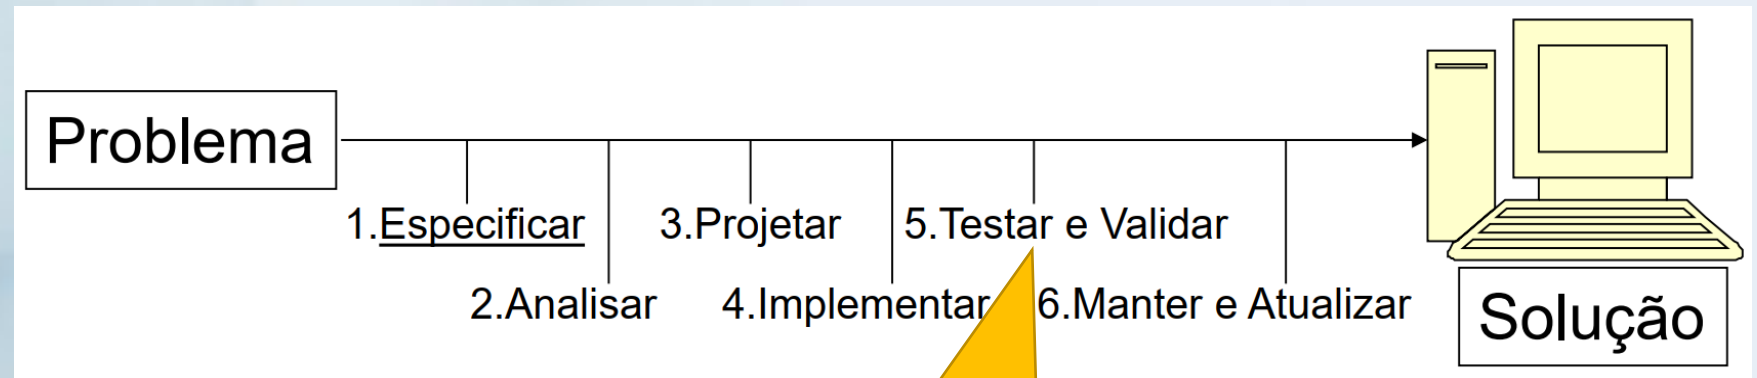 Problema
1.Especificar
2.Analisar
3.Projetar
4.Implementar
5.Testar e Validar
6.Manter e Atualizar
Solução